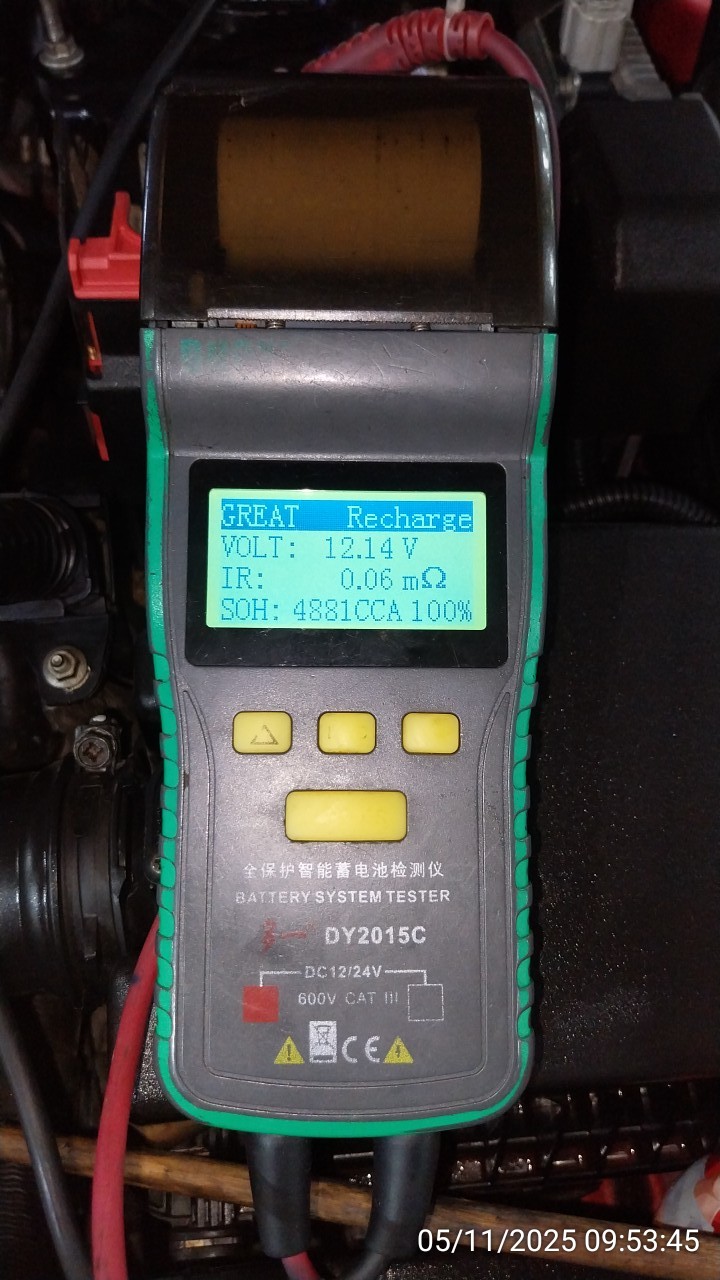 GREAT Recharge
VOLT: 12.14 V
IR: 0.06 mΩ
SOH: 4881CCA 100%
全保护智能蓄电池检测仪
BATTERY SYSTEM TESTER
DY2015C
DC12/24V
600V CAT III
CE
05/11/2025 09:53:45